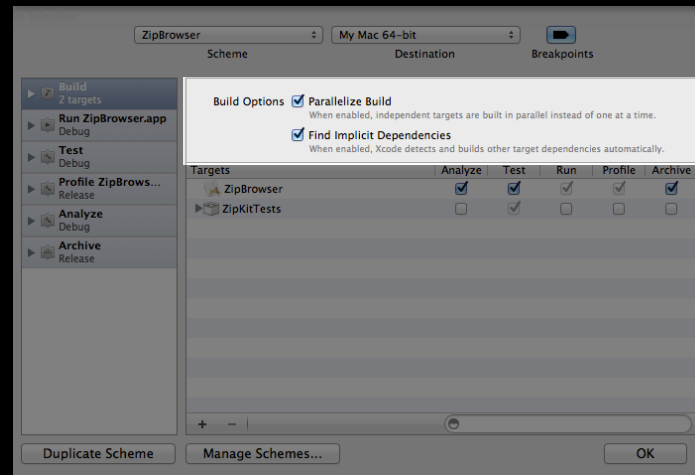 ZipBrowser
My Mac 64-bit
Scheme
Destination
Breakpoints
Build
2 targets
Run ZipBrowser.app
Debug
Test
Debug
Profile ZipBrows...
Release
Analyze
Debug
Archive
Release
Build Options
Parallelize Build
When enabled, independent targets are built in parallel instead of one at a time.
Find Implicit Dependencies
When enabled, Xcode detects and builds other target dependencies automatically.
Targets Analyze Test Run Profile Archive
ZipBrowser
ZipKitTests
Duplicate Scheme
Manage Schemes...
OK